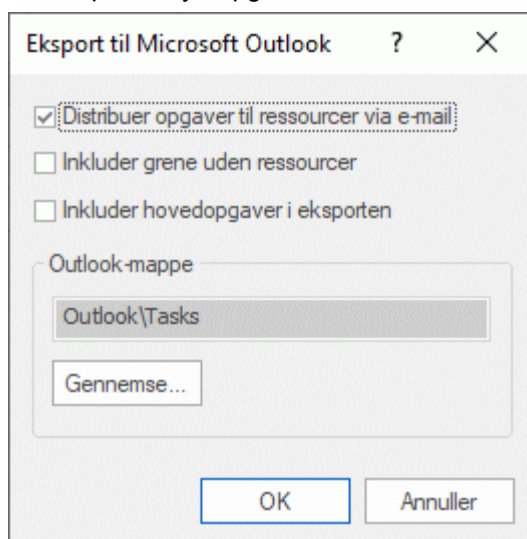 Eksport til Microsoft Outlook ?
Distribuer opgaver til ressourcer via e-mail
Inkluder grene uden ressourcer
Inkluder hovedopgaver i eksporten
Outlook-mappe
Outlook\Tasks
Gennemse...
OK Annuller